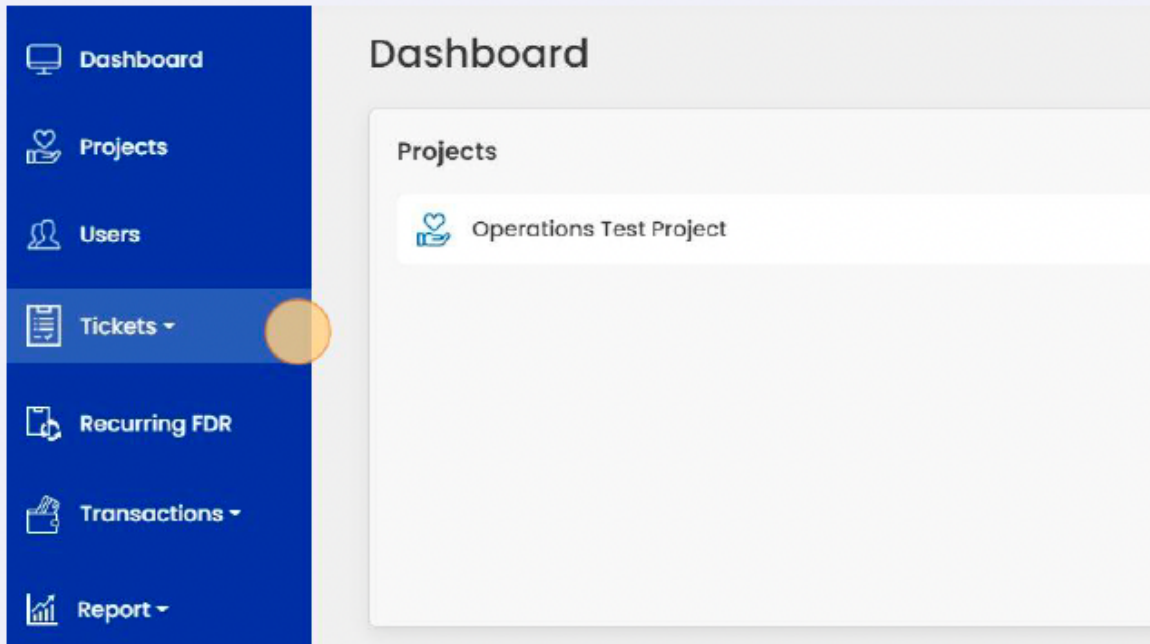 Dashboard
Projects
Users
Tickets
Recurring FDR
Transactions
Report
Dashboard
Projects
Operations Test Project